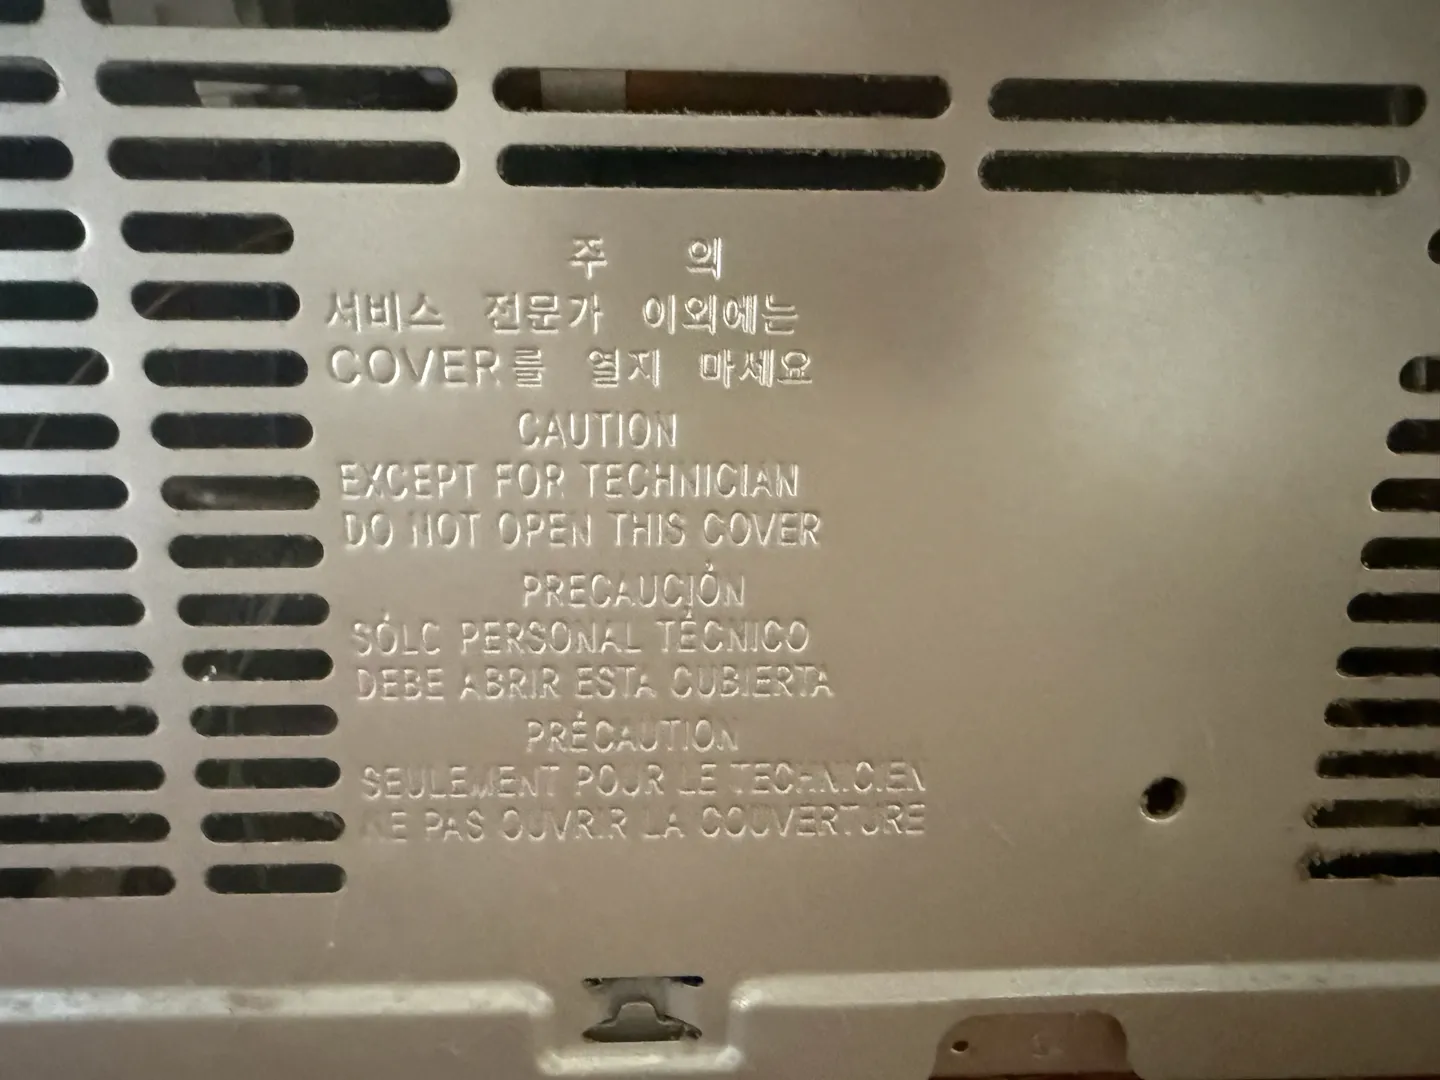 주 의
서비스 전문가 이외에는
COVER를 열지 마세요
CAUTION
EXCEPT FOR TECHNICIAN
DO NOT OPEN THIS COVER
PRECAUCIÓN
SÓLO PERSONAL TÉCNICO
DEBE ABRIR ESTA CUBIERTA
PRÉCAUTION
SEULEMENT POUR LE TECHNICIEN
NE PAS OUVRIR LA COUVERTURE